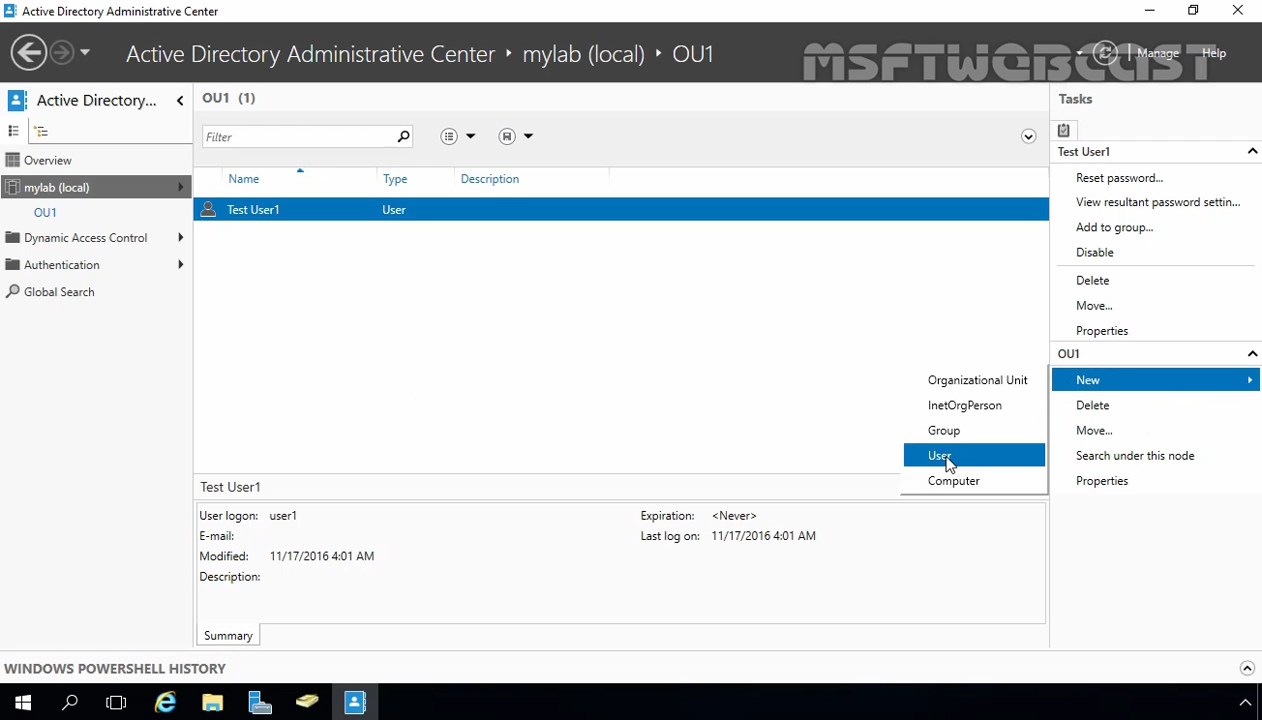 Active Directory Administrative Center
Active Directory Administrative Center • mylab (local) • OU1
MSFTWEBCAST
Manage
Help
Active Directory...
Overview
mylab (local)
OU1
Dynamic Access Control
Authentication
Global Search
OU1 (1)
Filter
Name Type Description
Test User1 User
Test User1
User logon: user1
E-mail:
Modified: 11/17/2016 4:01 AM
Description:
Expiration: <Never>
Last log on: 11/17/2016 4:01 AM
Summary
Organizational Unit
InetOrgPerson
Group
User
Computer
Tasks
Test User1
Reset password...
View resultant password settin...
Add to group...
Disable
Delete
Move...
Properties
OU1
New
Delete
Move...
Search under this node
Properties
WINDOWS POWERSHELL HISTORY